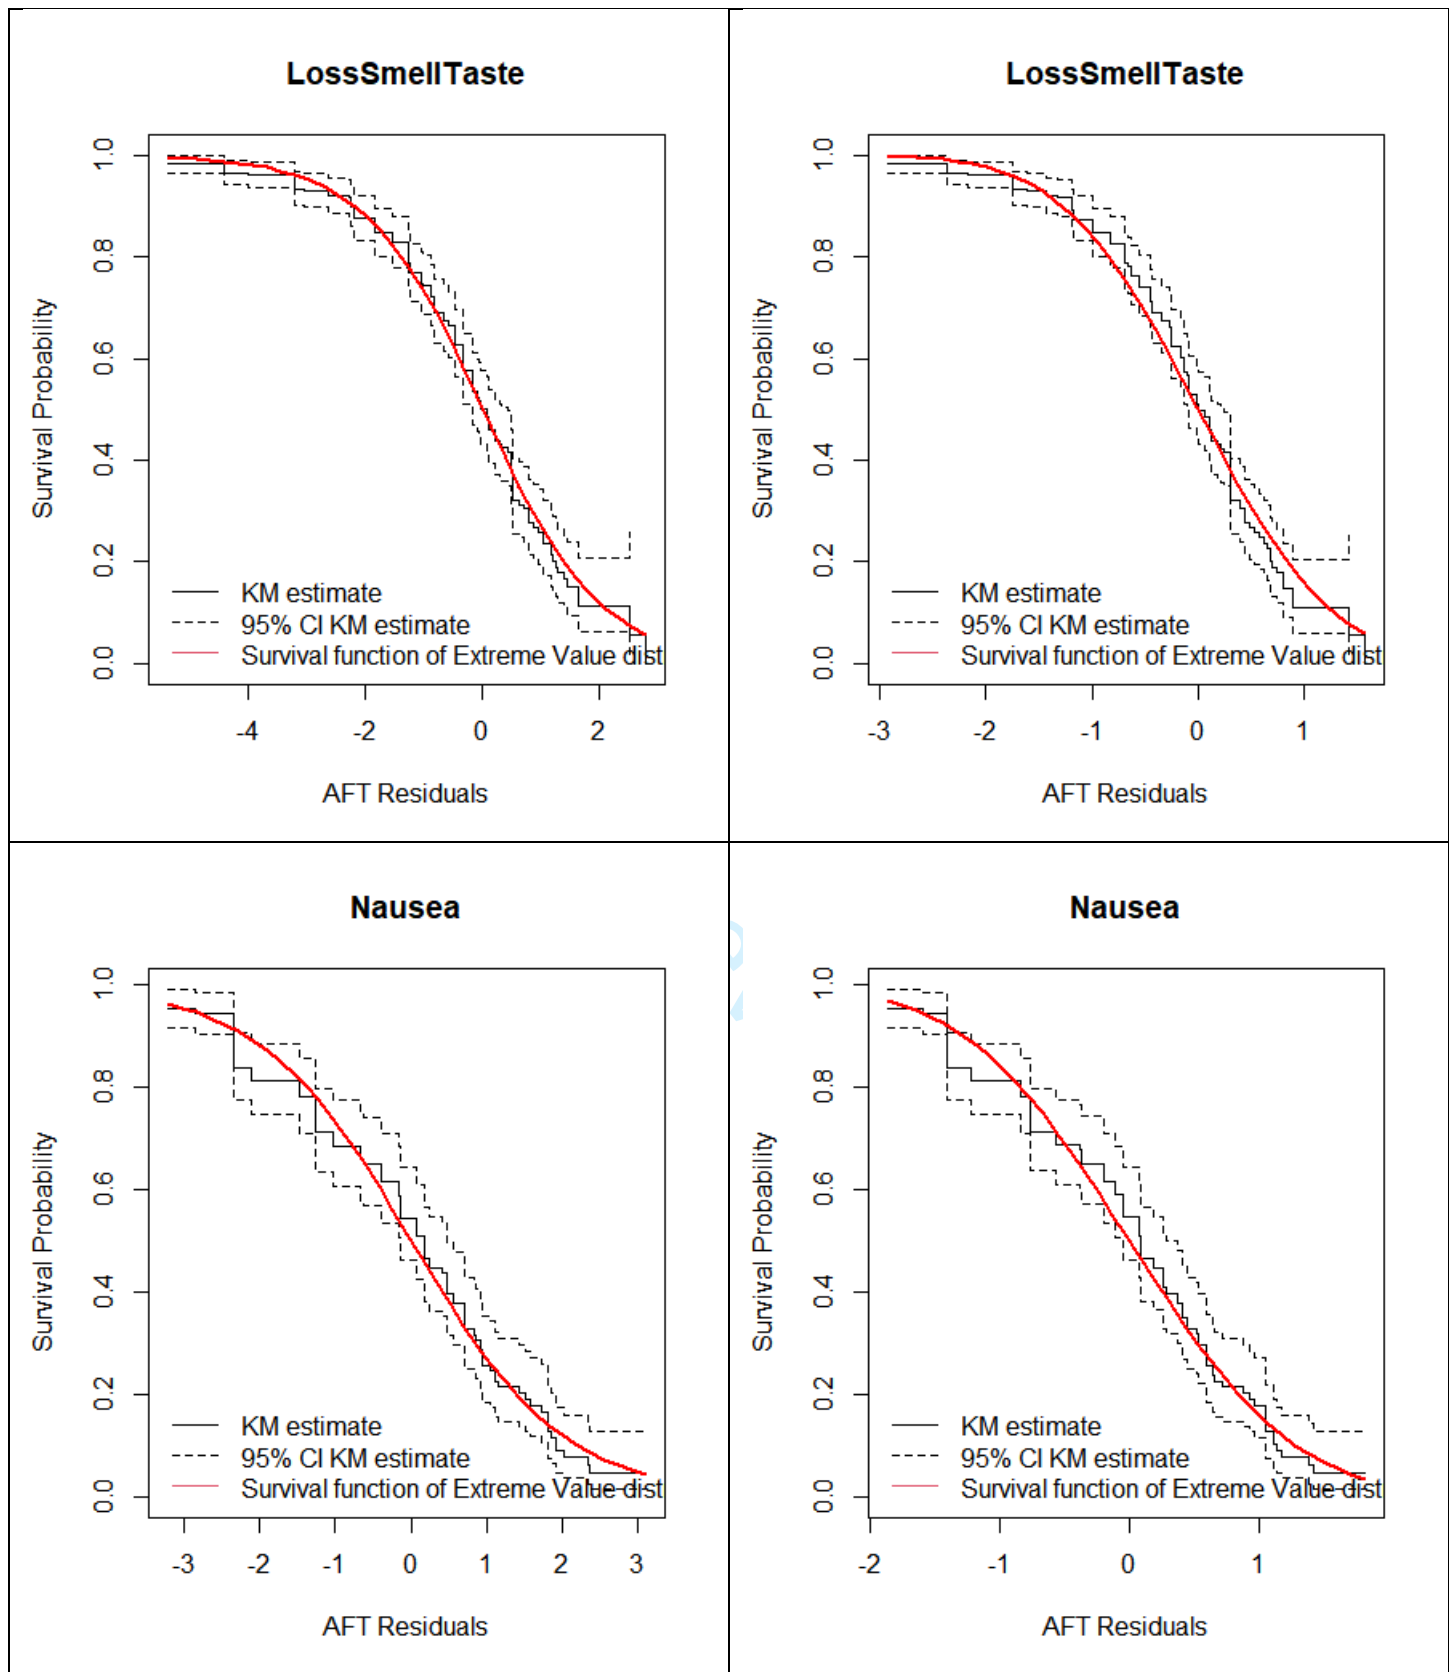 LossSmellTaste
Survival Probability
1.0
0.8
0.6
0.4
0.2
0.0
KM estimate
95% CI KM estimate
Survival function of Extreme Value dist
-4
-2
0
2
AFT Residuals
LossSmellTaste
Survival Probability
1.0
0.8
0.6
0.4
0.2
0.0
KM estimate
95% CI KM estimate
Survival function of Extreme Value dist
-3
-2
-1
0
1
AFT Residuals
Nausea
Survival Probability
1.0
0.8
0.6
0.4
0.2
0.0
KM estimate
95% CI KM estimate
Survival function of Extreme Value dist
-3
-2
-1
0
1
2
3
AFT Residuals
Nausea
Survival Probability
1.0
0.8
0.6
0.4
0.2
0.0
KM estimate
95% CI KM estimate
Survival function of Extreme Value dist
-2
-1
0
1
AFT Residuals